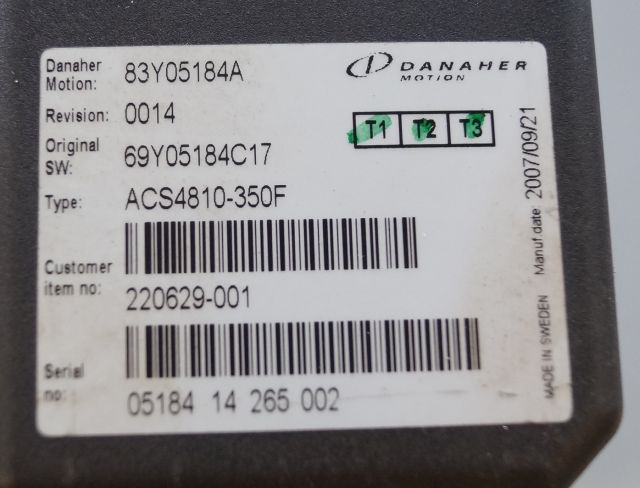 Danaher Motion: 83Y05184A
DANAHER
MOTION
Revision: 0014
T1 T2 T3
Original SW: 69Y05184C17
Type: ACS4810-350F
Customer item no: 220629-001
Serial no: 05184 14 265 002
MADE IN SWEDEN Manuf.date: 2007/09/21